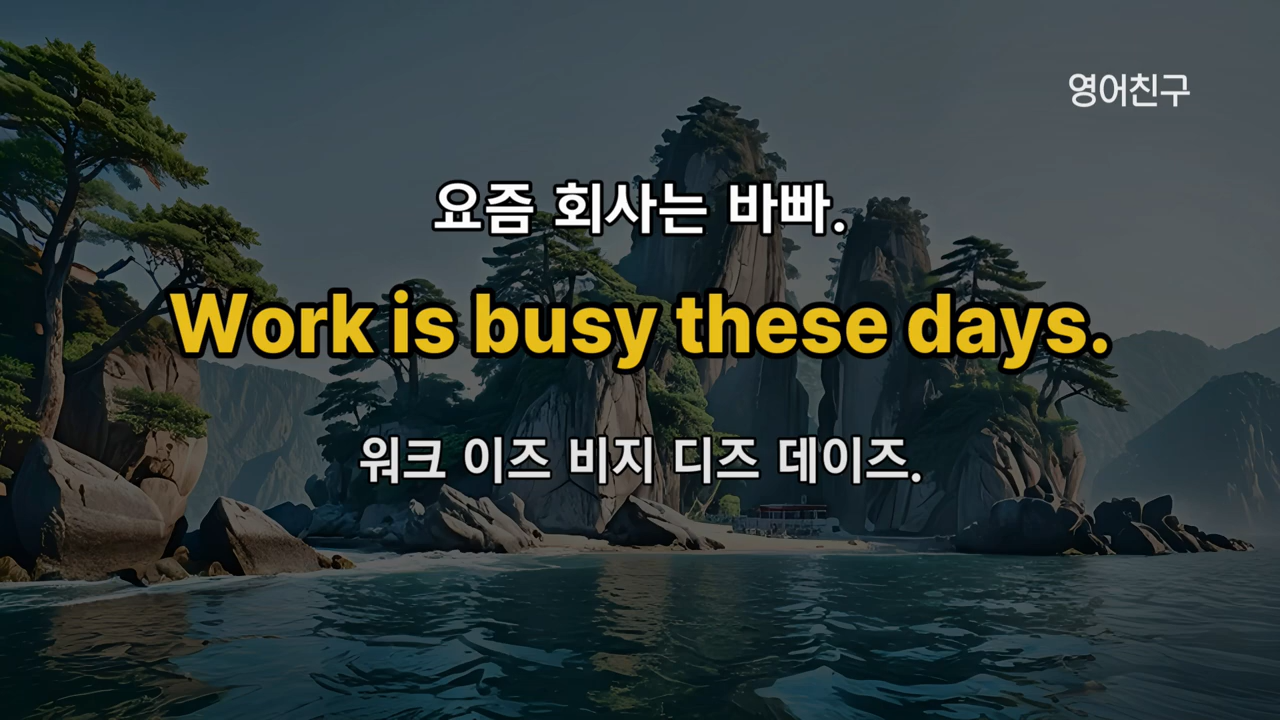 영어친구
요즘 회사는 바빠.
Work is busy these days.
워크 이즈 비지 디즈 데이즈.